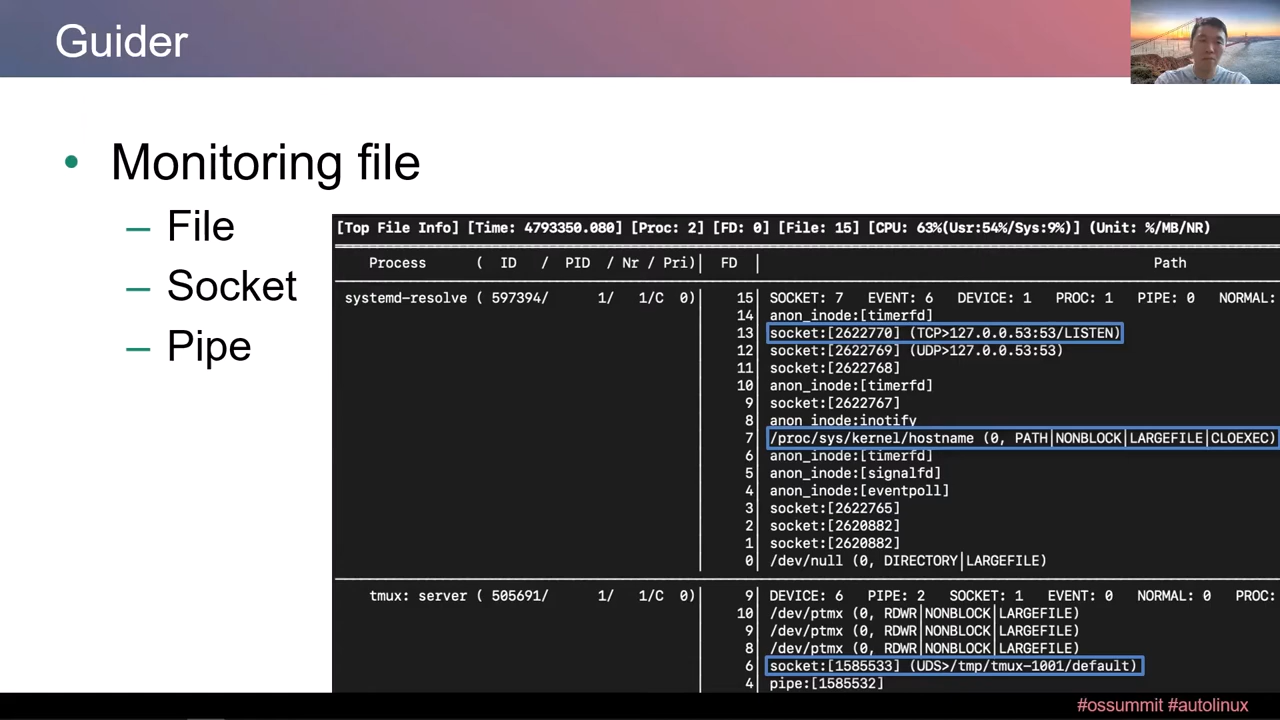 Guider
• Monitoring file
– File
– Socket
– Pipe
[Top File Info] [Time: 4793350.080] [Proc: 2] [FD: 0] [File: 15] [CPU: 63%(Usr:54%/Sys:9%)] (Unit: %/MB/NR)
Process ( ID / PID / Nr / Pri)| FD | Path
systemd-resolve ( 597394/ 1/ 1/C 0)| 15| SOCKET: 7 EVENT: 6 DEVICE: 1 PROC: 1 PIPE: 0 NORMAL:
14| anon_inode:[timerfd]
13| socket:[2622770] (TCP>127.0.0.53:53/LISTEN)
12| socket:[2622769] (UDP>127.0.0.53:53)
11| socket:[2622768]
10| anon_inode:[timerfd]
9| socket:[2622767]
8| anon_inode:inotify
7| /proc/sys/kernel/hostname (0, PATH|NONBLOCK|LARGEFILE|CLOEXEC)
6| anon_inode:[timerfd]
5| anon_inode:[signalfd]
4| anon_inode:[eventpoll]
3| socket:[2622765]
2| socket:[2620882]
1| socket:[2620882]
0| /dev/null (0, DIRECTORY|LARGEFILE)
tmux: server ( 505691/ 1/ 1/C 0)| 9| DEVICE: 6 PIPE: 2 SOCKET: 1 EVENT: 0 NORMAL: 0 PROC:
10| /dev/ptmx (0, RDWR|NONBLOCK|LARGEFILE)
9| /dev/ptmx (0, RDWR|NONBLOCK|LARGEFILE)
8| /dev/ptmx (0, RDWR|NONBLOCK|LARGEFILE)
6| socket:[1585533] (UDS>/tmp/tmux-1001/default)
4| pipe:[1585532]
#ossummit #autolinux